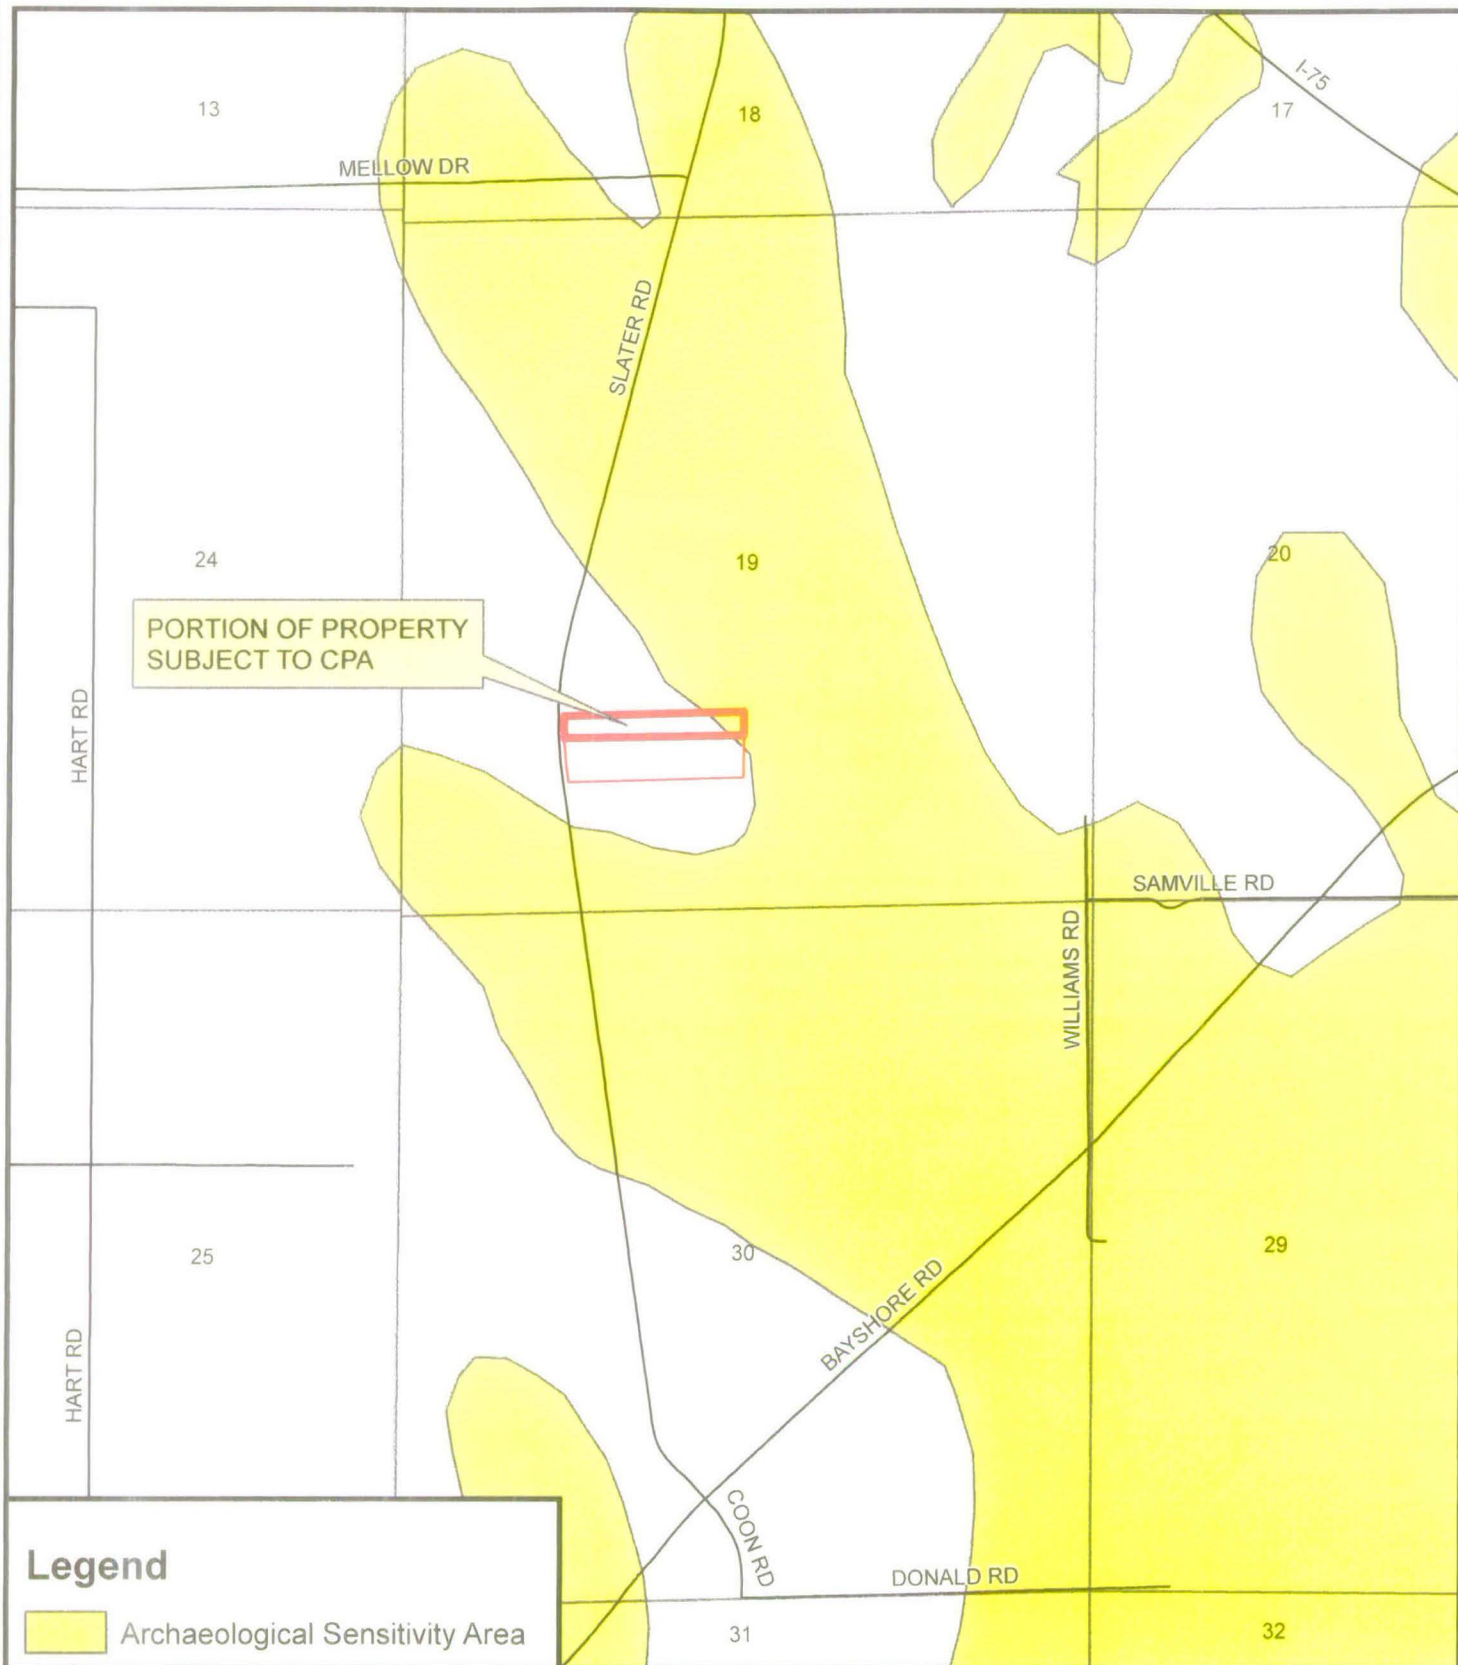 I-75
13
18
17
MELLOW DR
SLATER RD
24
19
20
PORTION OF PROPERTY
SUBJECT TO CPA
HART RD
SAMVILLE RD
WILLIAMS RD
25
30
29
BAYSHORE RD
HART RD
COON RD
DONALD RD
Legend
Archaeological Sensitivity Area
31
32